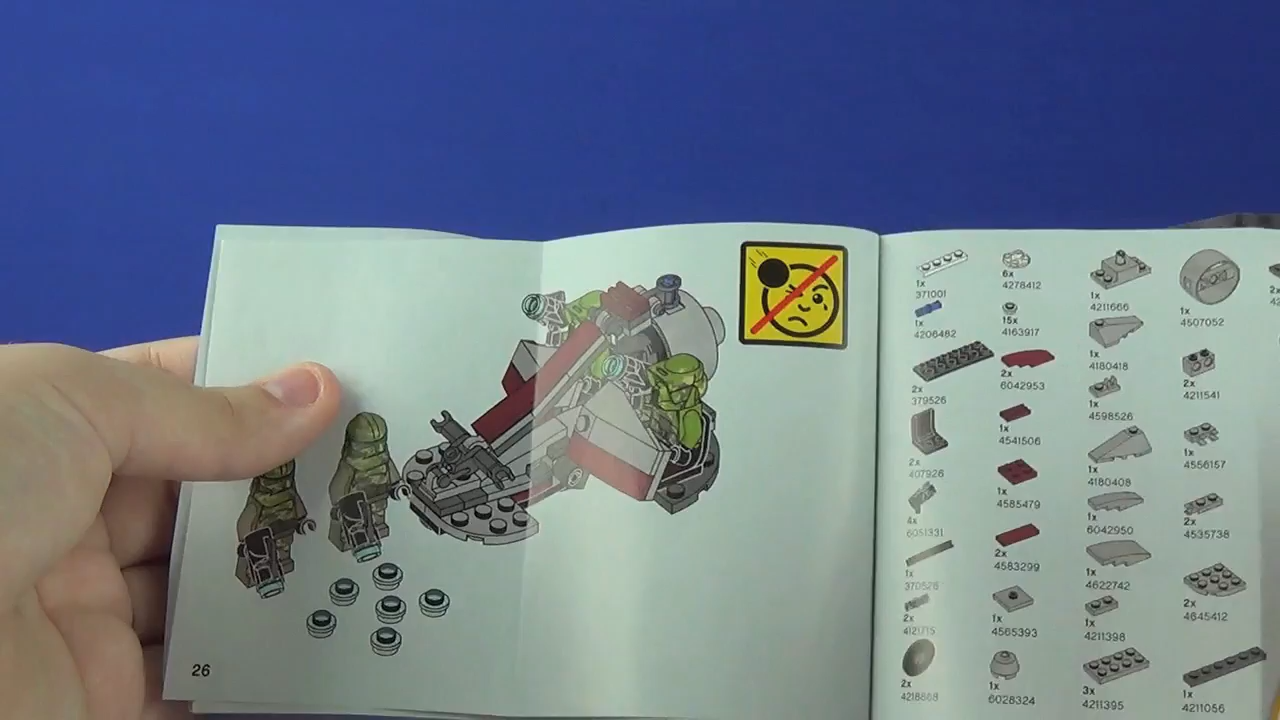 26
1x
371001
1x
4206482
2x
379526
2x
407926
4x
6051331
1x
370526
2x
2x
4218868
6x
4278412
15x
4163917
2x
6042953
1x
4541506
1x
4585479
2x
4583299
1x
4565393
1x
6028324
1x
4211666
1x
4180418
1x
4598526
1x
4180408
1x
6042950
1x
4622742
1x
4211398
3x
4211395
1x
4507052
2x
4211541
1x
4556157
2x
4535738
2x
4645412
1x
4211056